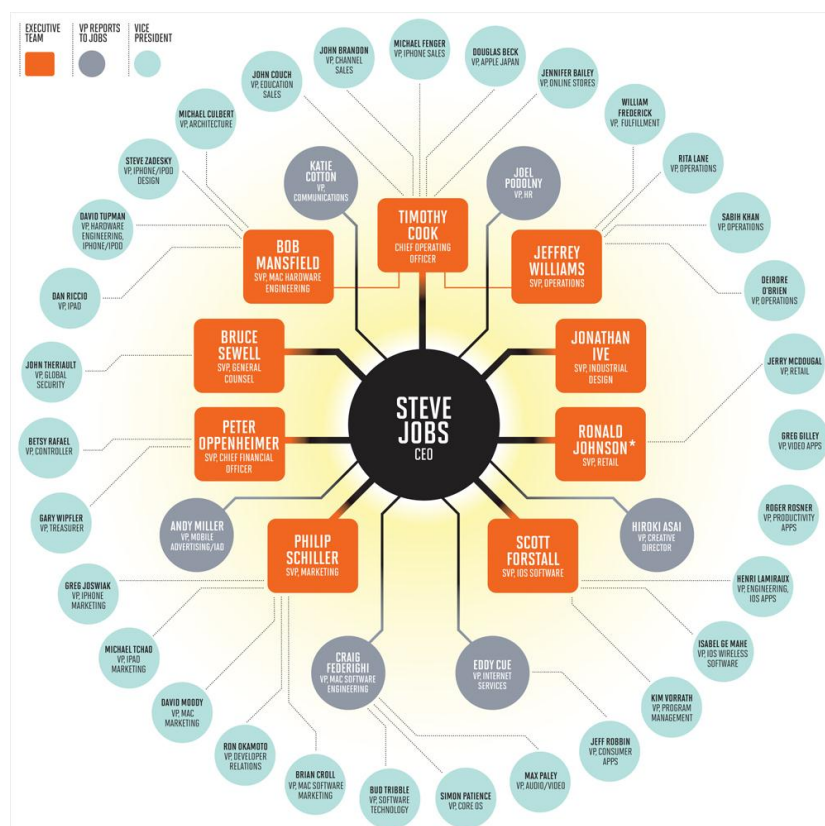 EXECUTIVE
TEAM
VP REPORTS
TO JOBS
VICE
PRESIDENT
JOHN BRANDON
VP, CHANNEL
SALES
MICHAEL FENGER
VP, IPHONE SALES
DOUGLAS BECK
VP, APPLE JAPAN
JOHN COUCH
VP, EDUCATION
SALES
JENNIFER BAILEY
VP, ONLINE STORES
MICHAEL CULBERT
VP, ARCHITECTURE
WILLIAM
FREDERICK
VP, FULFILLMENT
STEVE ZADESKY
VP, IPHONE/IPOD
DESIGN
KATIE
COTTON
VP,
COMMUNICATIONS
JOEL
PODOLNY
VP, HR
RITA LANE
VP, OPERATIONS
DAVID TUPMAN
VP, HARDWARE
ENGINEERING,
IPHONE/IPOD
TIMOTHY
COOK
CHIEF OPERATING
OFFICER
SABIH KHAN
VP, OPERATIONS
BOB
MANSFIELD
SVP, MAC HARDWARE
ENGINEERING
JEFFREY
WILLIAMS
SVP, OPERATIONS
DAN RICCIO
VP, IPAD
DEIRDRE
O'BRIEN
VP, OPERATIONS
JOHN THERIAULT
VP, GLOBAL
SECURITY
BRUCE
SEWELL
SVP, GENERAL
COUNSEL
JONATHAN
IVE
SVP, INDUSTRIAL
DESIGN
JERRY MCDOUGAL
VP, RETAIL
STEVE
JOBS
CEO
BETSY RAFAEL
VP, CONTROLLER
PETER
OPPENHEIMER
SVP, CHIEF FINANCIAL
OFFICER
RONALD
JOHNSON*
SVP, RETAIL
GREG GILLEY
VP, VIDEO APPS
GARY WIPFLER
VP, TREASURER
ANDY MILLER
VP, MOBILE
ADVERTISING/IAD
HIROKI ASAI
VP, CREATIVE
DIRECTOR
ROGER ROSNER
VP, PRODUCTIVITY
APPS
PHILIP
SCHILLER
SVP, MARKETING
SCOTT
FORSTALL
SVP, IOS SOFTWARE
GREG JOSWIAK
VP, IPHONE
MARKETING
HENRI LAMIRAUX
VP, ENGINEERING,
IOS APPS
MICHAEL TCHAO
VP, IPAD
MARKETING
CRAIG
FEDERIGHI
VP, MAC SOFTWARE
ENGINEERING
EDDY CUE
VP, INTERNET
SERVICES
ISABEL GE MAHE
VP, IOS WIRELESS
SOFTWARE
DAVID MOODY
VP, MAC
MARKETING
KIM VORRATH
VP, PROGRAM
MANAGEMENT
RON OKAMOTO
VP, DEVELOPER
RELATIONS
JEFF ROBBIN
VP, CONSUMER
APPS
BRIAN CROLL
VP, MAC SOFTWARE
MARKETING
BUD TRIBBLE
VP, SOFTWARE
TECHNOLOGY
SIMON PATIENCE
VP, CORE OS
MAX PALEY
VP, AUDIO/VIDEO